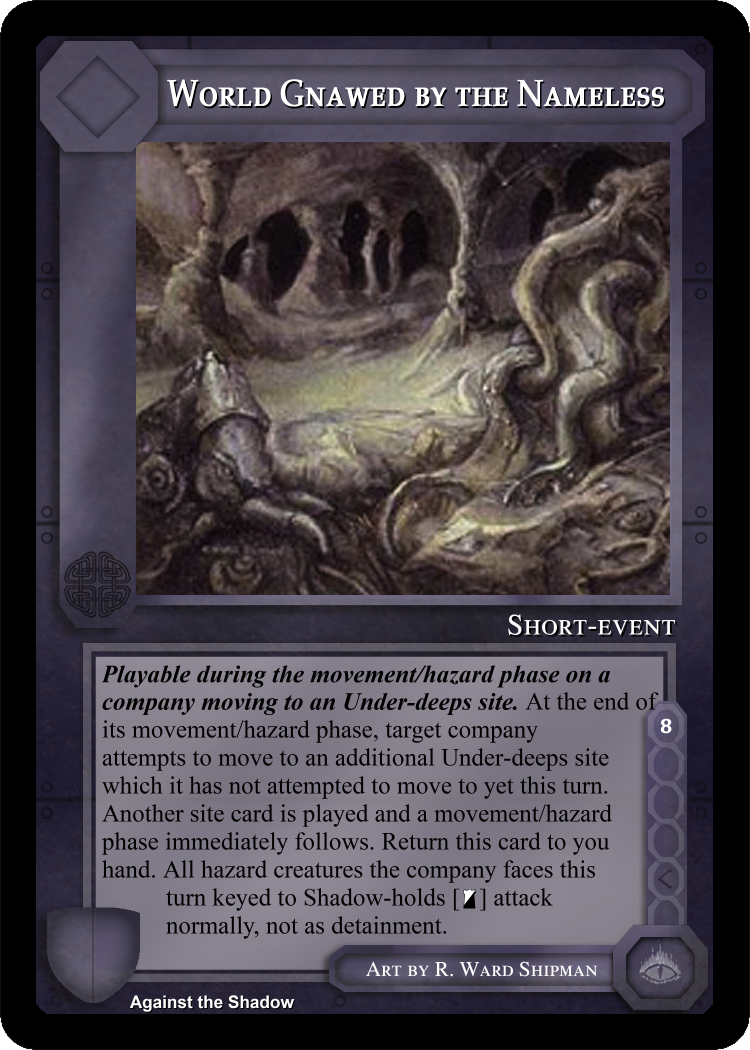 World Gnawed by the Nameless
Short-event
Playable during the movement/hazard phase on a
company moving to an Under-deeps site. At the end of
its movement/hazard phase, target company
attempts to move to an additional Under-deeps site
which it has not attempted to move to yet this turn.
Another site card is played and a movement/hazard
phase immediately follows. Return this card to you
hand. All hazard creatures the company faces this
turn keyed to Shadow-holds [ ] attack
normally, not as detainment.
8
Art by R. Ward Shipman
Against the Shadow